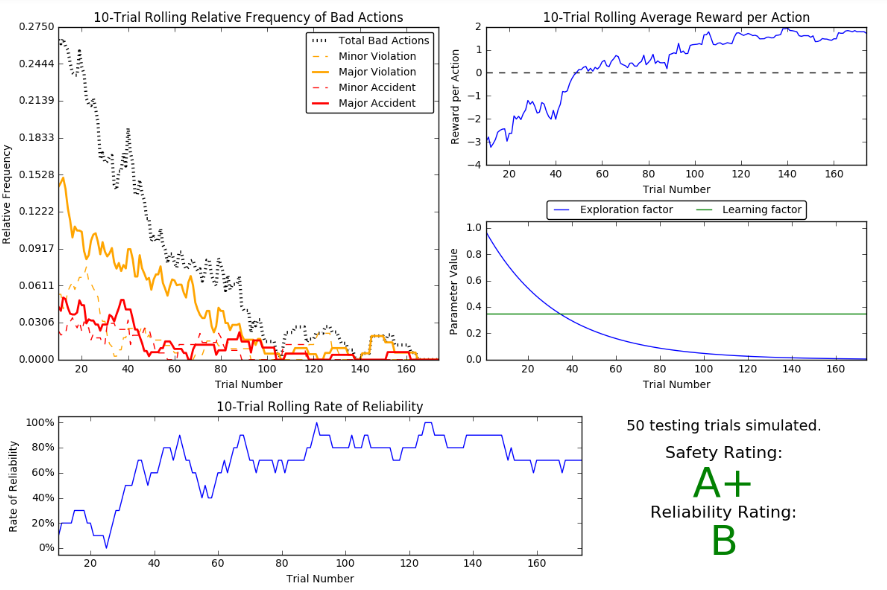 10-Trial Rolling Relative Frequency of Bad Actions
0.2750
0.2444
0.2139
0.1833
0.1528
0.1222
0.0917
0.0611
0.0306
0.0000
Relative Frequency
Total Bad Actions
Minor Violation
Major Violation
Minor Accident
Major Accident
20 40 60 80 100 120 140 160
Trial Number
10-Trial Rolling Average Reward per Action
2
1
0
−1
−2
−3
−4
Reward per Action
20 40 60 80 100 120 140 160
Trial Number
Exploration factor Learning factor
1.0
0.8
0.6
0.4
0.2
0.0
Parameter Value
20 40 60 80 100 120 140 160
Trial Number
10-Trial Rolling Rate of Reliability
100%
80%
60%
40%
20%
0%
Rate of Reliability
20 40 60 80 100 120 140 160
Trial Number
50 testing trials simulated.
Safety Rating:
A+
Reliability Rating:
B